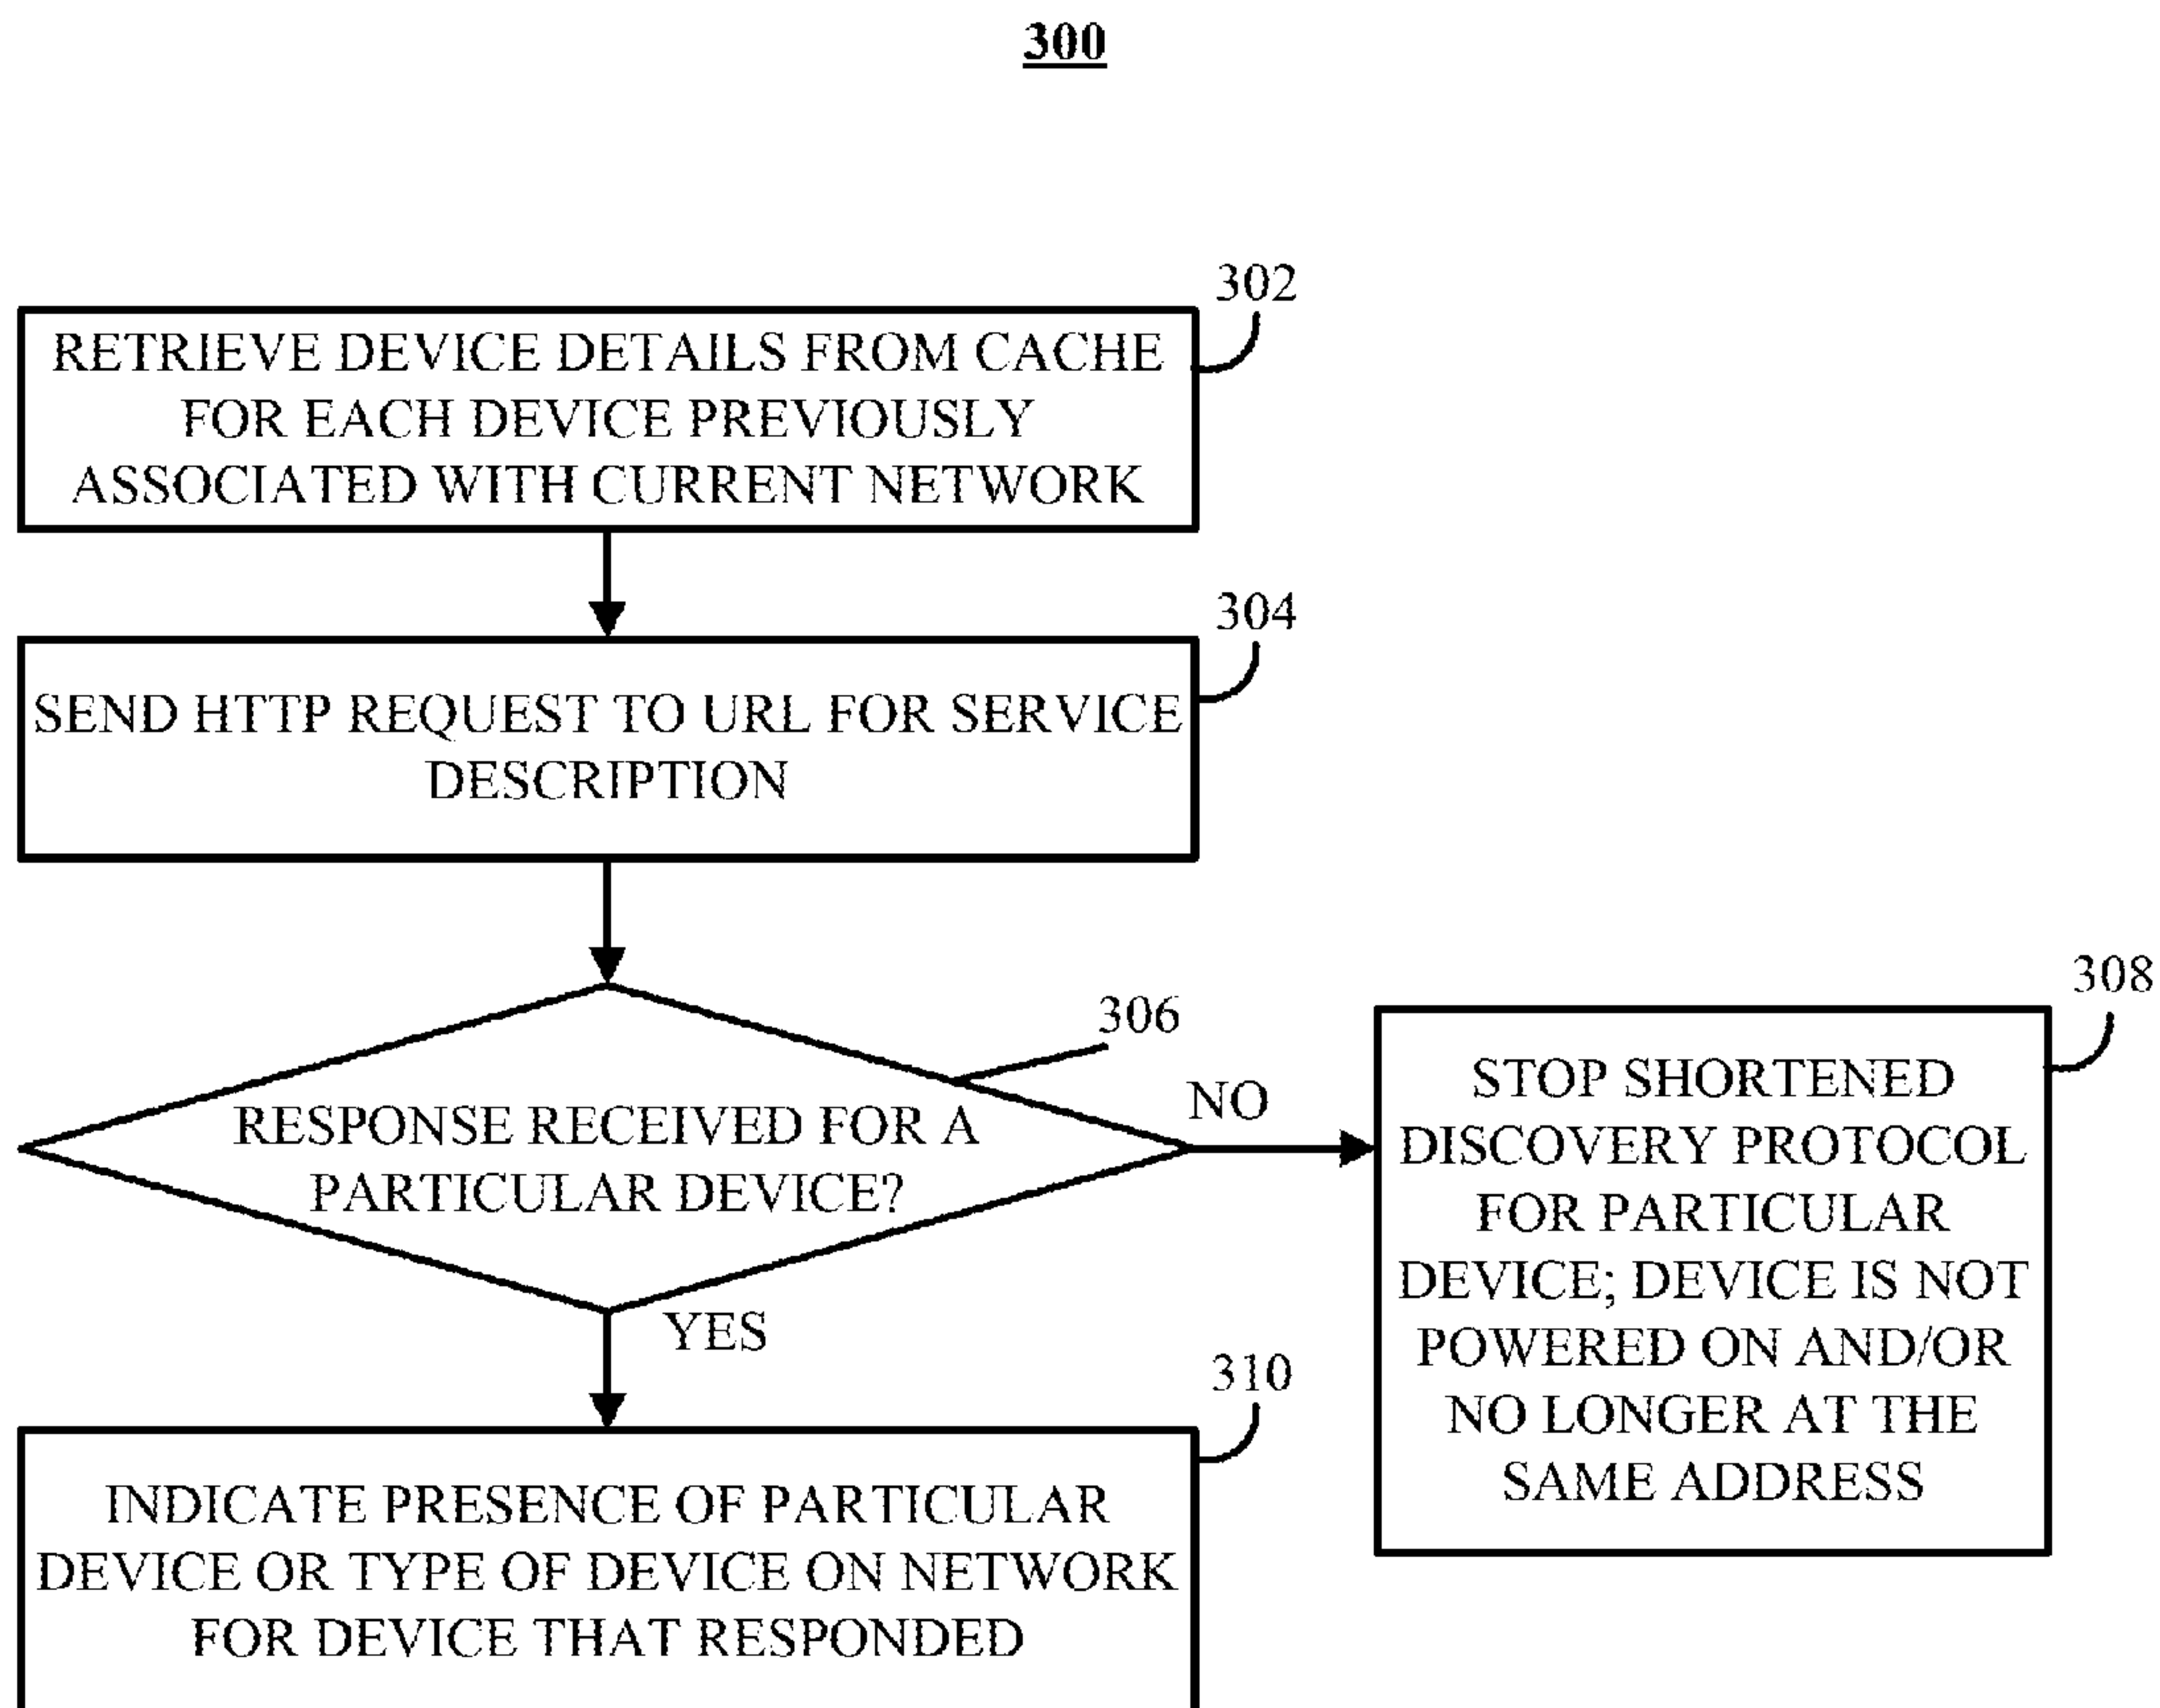 300
302
RETRIEVE DEVICE DETAILS FROM CACHE
FOR EACH DEVICE PREVIOUSLY
ASSOCIATED WITH CURRENT NETWORK
304
SEND HTTP REQUEST TO URL FOR SERVICE
DESCRIPTION
306
RESPONSE RECEIVED FOR A
PARTICULAR DEVICE?
NO
308
STOP SHORTENED
DISCOVERY PROTOCOL
FOR PARTICULAR
DEVICE; DEVICE IS NOT
POWERED ON AND/OR
NO LONGER AT THE
SAME ADDRESS
YES
310
INDICATE PRESENCE OF PARTICULAR
DEVICE OR TYPE OF DEVICE ON NETWORK
FOR DEVICE THAT RESPONDED